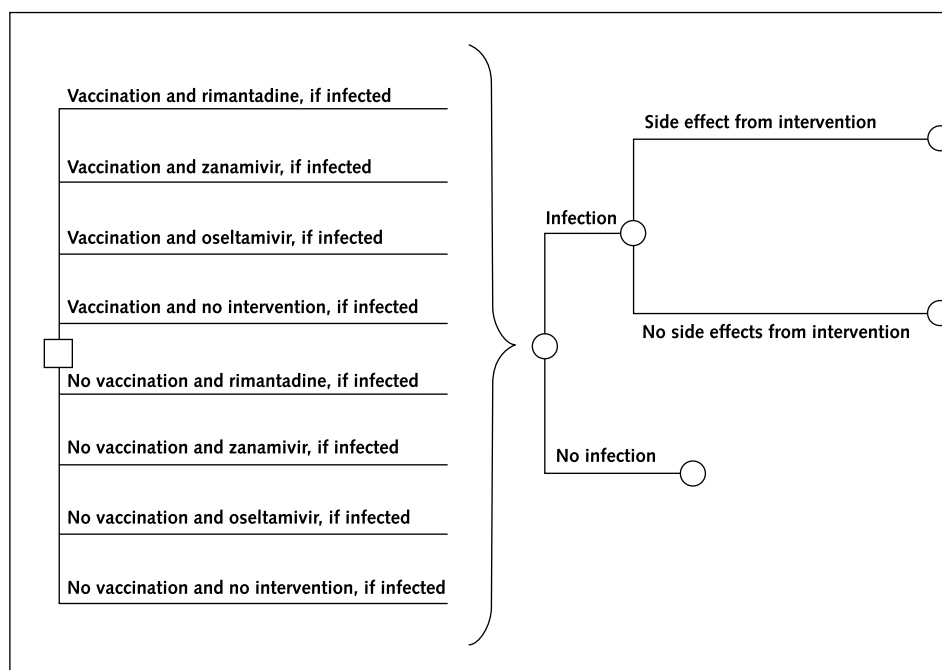 Vaccination and rimantadine, if infected
Vaccination and zanamivir, if infected
Vaccination and oseltamivir, if infected
Vaccination and no intervention, if infected
No vaccination and rimantadine, if infected
No vaccination and zanamivir, if infected
No vaccination and oseltamivir, if infected
No vaccination and no intervention, if infected
Infection
No infection
Side effect from intervention
No side effects from intervention